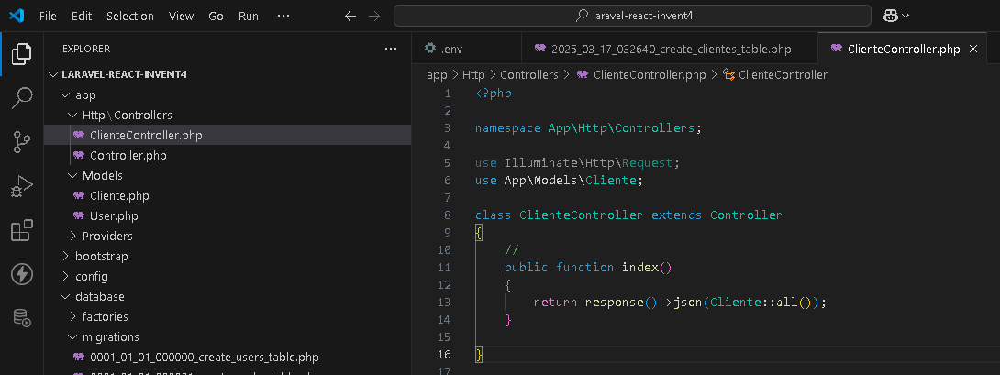 File Edit Selection View Go Run ... laravel-react-invent4
EXPLORER ...
LARAVEL-REACT-INVENT4
app
Http\Controllers
ClienteController.php
Controller.php
Models
Cliente.php
User.php
Providers
bootstrap
config
database
factories
migrations
0001_01_01_000000_create_users_table.php
.env 2025_03_17_032640_create_clientes_table.php ClienteController.php
app > Http > Controllers > ClienteController.php > ClienteController
1 <?php
2
3 namespace App\Http\Controllers;
4
5 use Illuminate\Http\Request;
6 use App\Models\Cliente;
7
8 class ClienteController extends Controller
9 {
10 //
11 public function index()
12 {
13 return response()->json(Cliente::all());
14 }
15
16 }
17